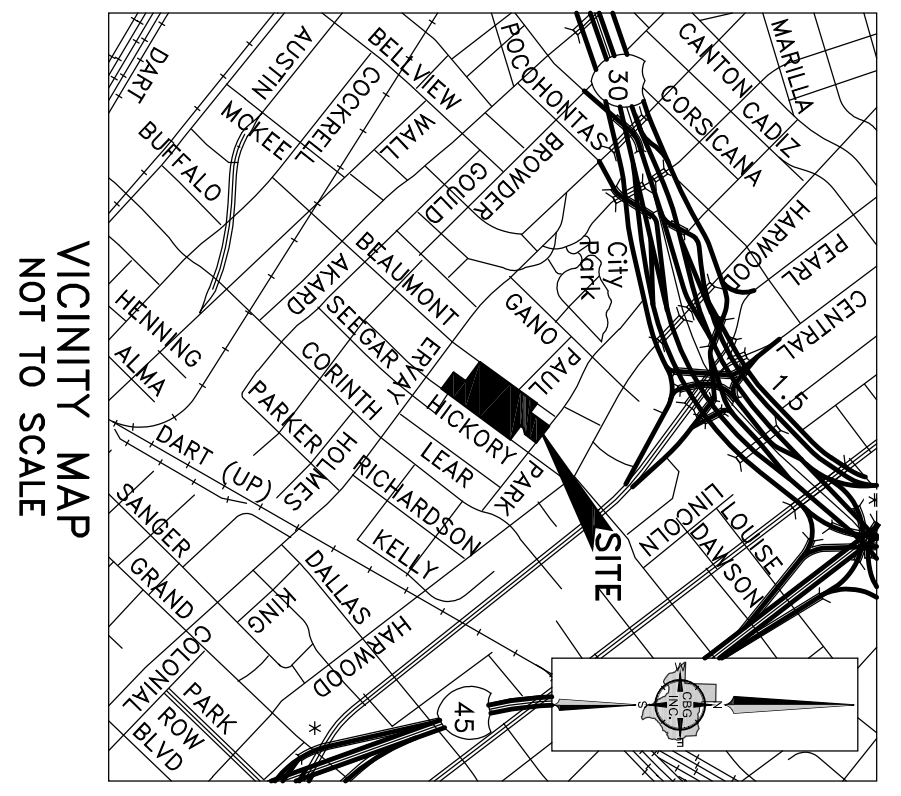 VICINITY MAP
NOT TO SCALE
DART
AUSTIN
BELLVIEW
POCOHONTAS
30
CANTON
MARILLA
COCKRELL
CORSICANA
CADIZ
MCKEE
WALL
BROWDER
BUFFALO
GOULD
HARWOOD
PEARL
City
Park
BEAUMONT
AKARD
CENTRAL
HENNING
SEEGAR
ERVAY
GANO
PAUL
ALMA
CORINTH
1.5
PARKER
HICKORY
HOLMES
LEAR
DART (UP)
RICHARDSON
PARK
SANGER
KELLY
LINCOLN
LOUISE
DAWSON
SITE
GRAND
DALLAS
KING
HARWOOD
COLONIAL
PARK
ROW
BLVD
*
*
45
CBG
INC.
N
S
W
E